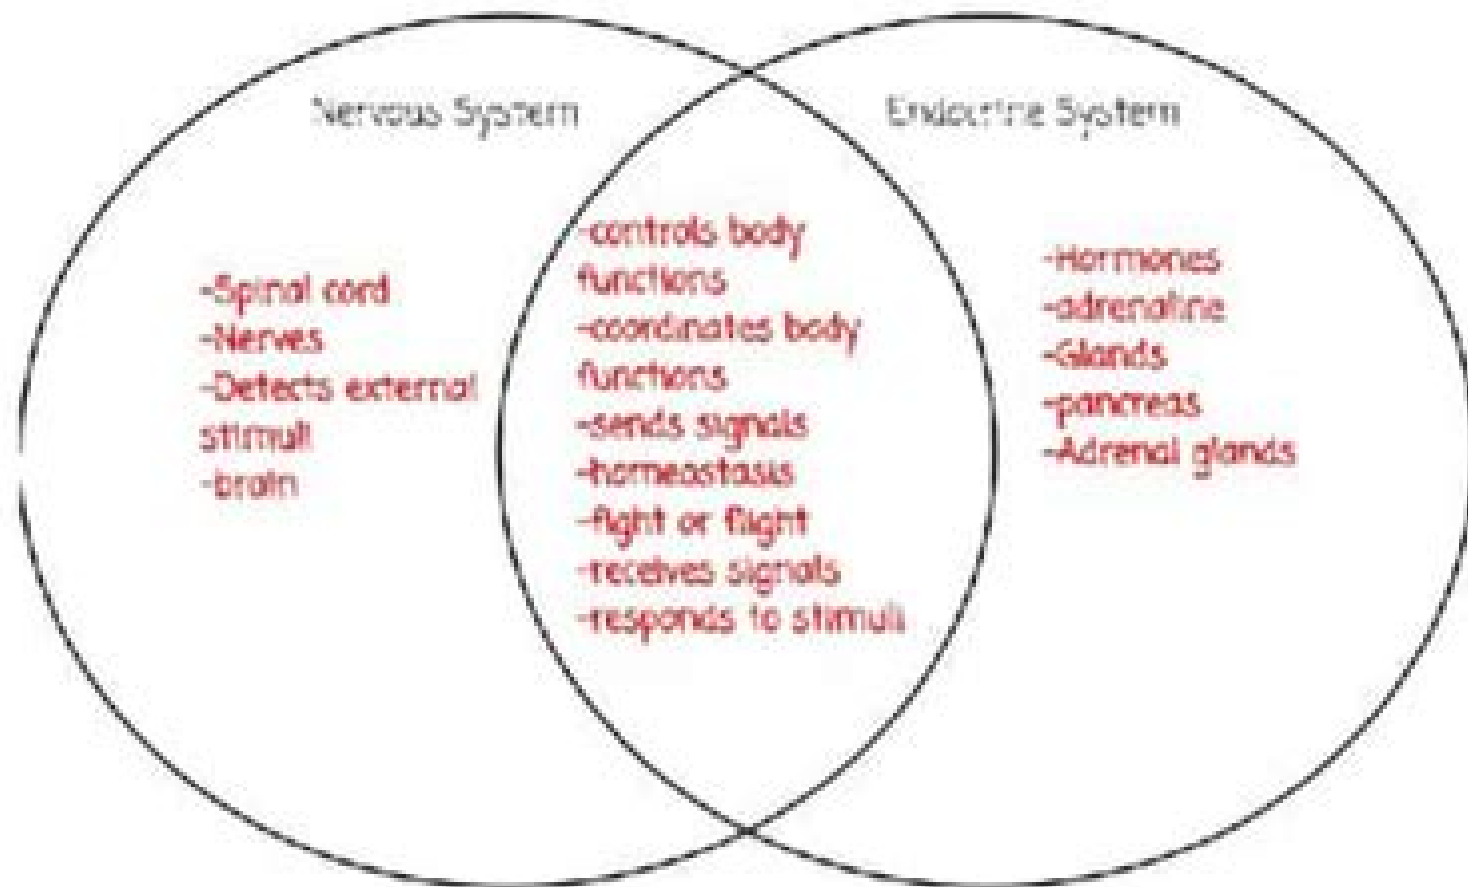 Nervous System
Endocrine System
-Spinal cord
-Nerves
-Detects external
stimuli
-brain
-controls body
functions
-coordinates body
functions
-sends signals
-homeostasis
-fight or flight
-receives signals
-responds to stimuli
-Hormones
-adrenaline
-Glands
-pancreas
-Adrenal glands